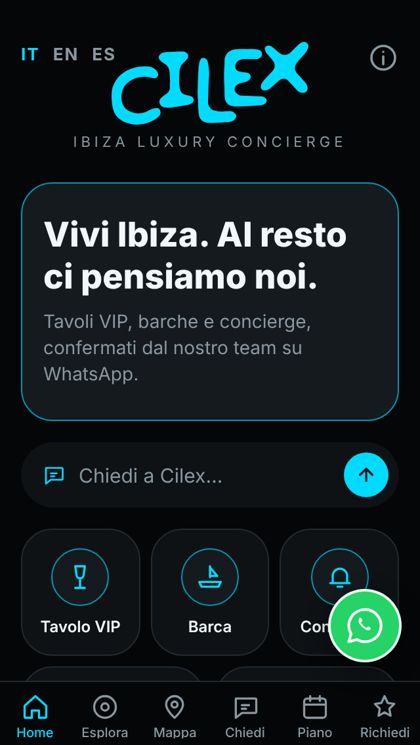 IT EN ES
CILEX
IBIZA LUXURY CONCIERGE
Vivi Ibiza. Al resto
ci pensiamo noi.
Tavoli VIP, barche e concierge,
confermati dal nostro team su
WhatsApp.
Chiedi a Cilex...
Tavolo VIP
Barca
Home
Esplora
Mappa
Chiedi
Piano
Richiedi